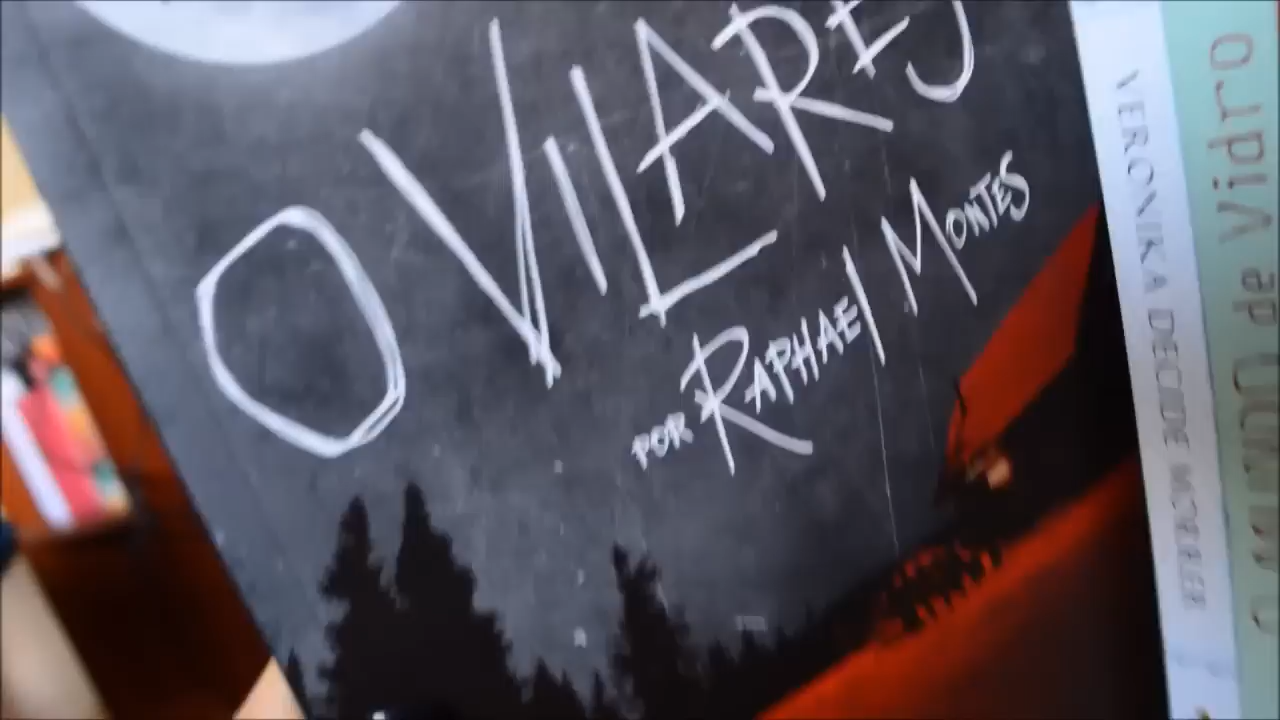 O VILAREJ
POR RAPHAEL MONTES
VERONIKA DECIDE MORRER
O MUNDO de Vidro